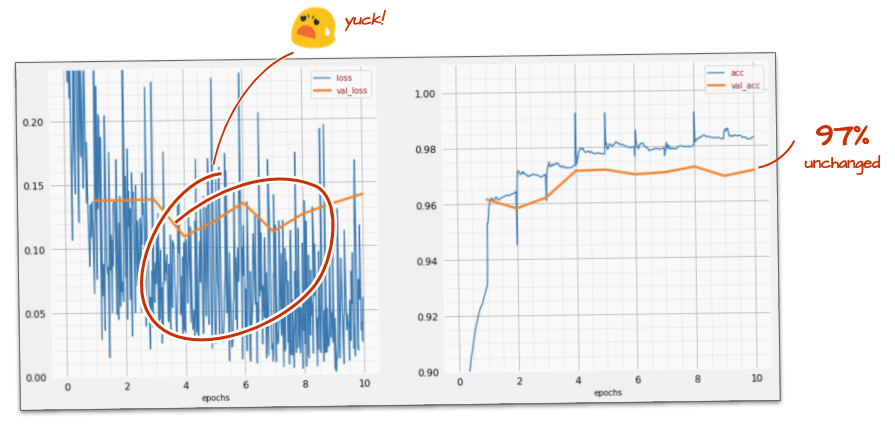 yuck!
loss
val_loss
0.20
0.15
0.10
0.05
0.00
0 2 4 6 8 10
epochs
acc
val_acc
1.00
0.98
0.96
0.94
0.92
0.90
0 2 4 6 8 10
epochs
97%
unchanged